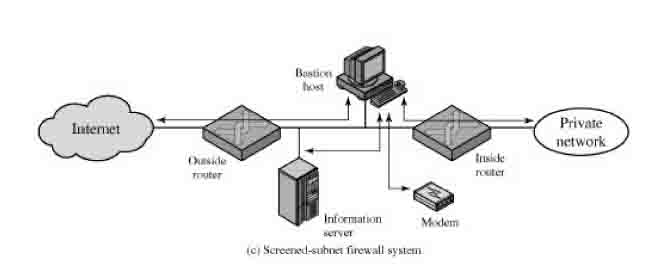 Bastion
host
Internet
Private
network
Outside
router
Inside
router
Information
server
Modem
(c) Screened-subnet firewall system